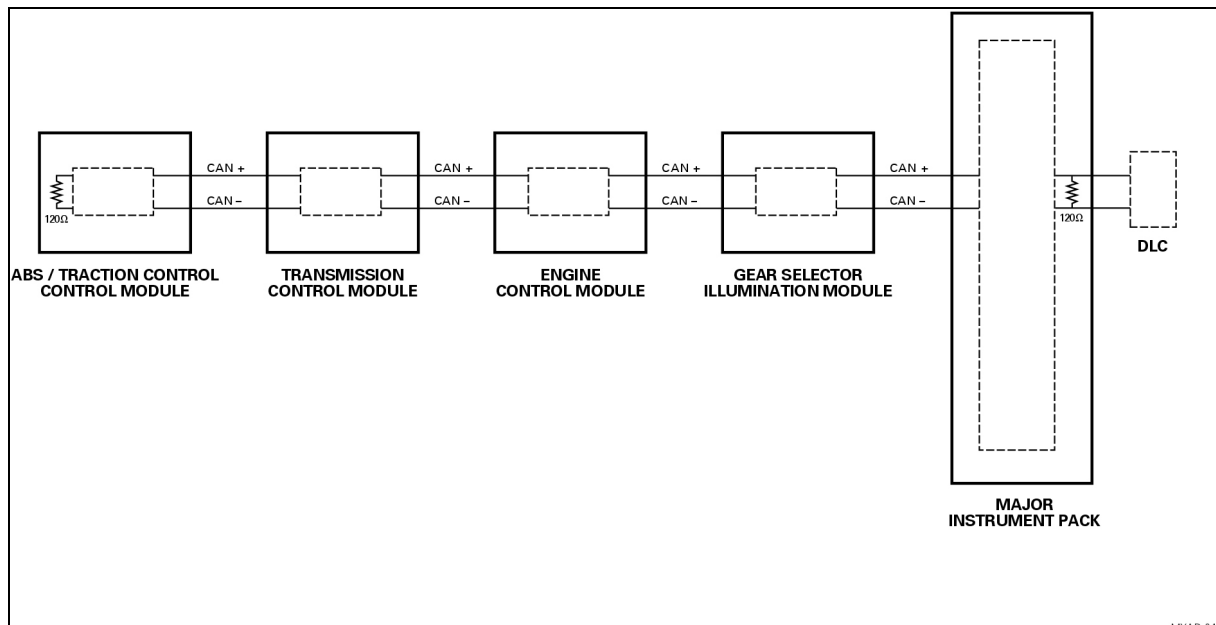 CAN +
CAN +
CAN +
CAN +
CAN –
CAN –
CAN –
CAN –
120Ω
120Ω
DLC
ABS / TRACTION CONTROL
CONTROL MODULE
TRANSMISSION
CONTROL MODULE
ENGINE
CONTROL MODULE
GEAR SELECTOR
ILLUMINATION MODULE
MAJOR
INSTRUMENT PACK